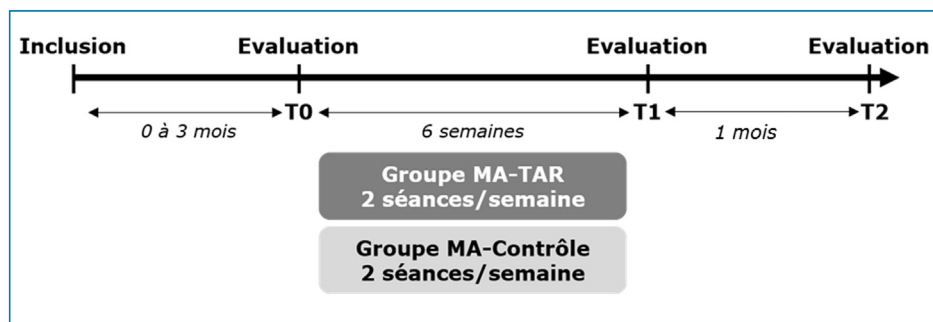 Inclusion Evaluation Evaluation Evaluation
T0 T1 T2
0 à 3 mois 6 semaines 1 mois
Groupe MA-TAR
2 séances/semaine
Groupe MA-Contrôle
2 séances/semaine